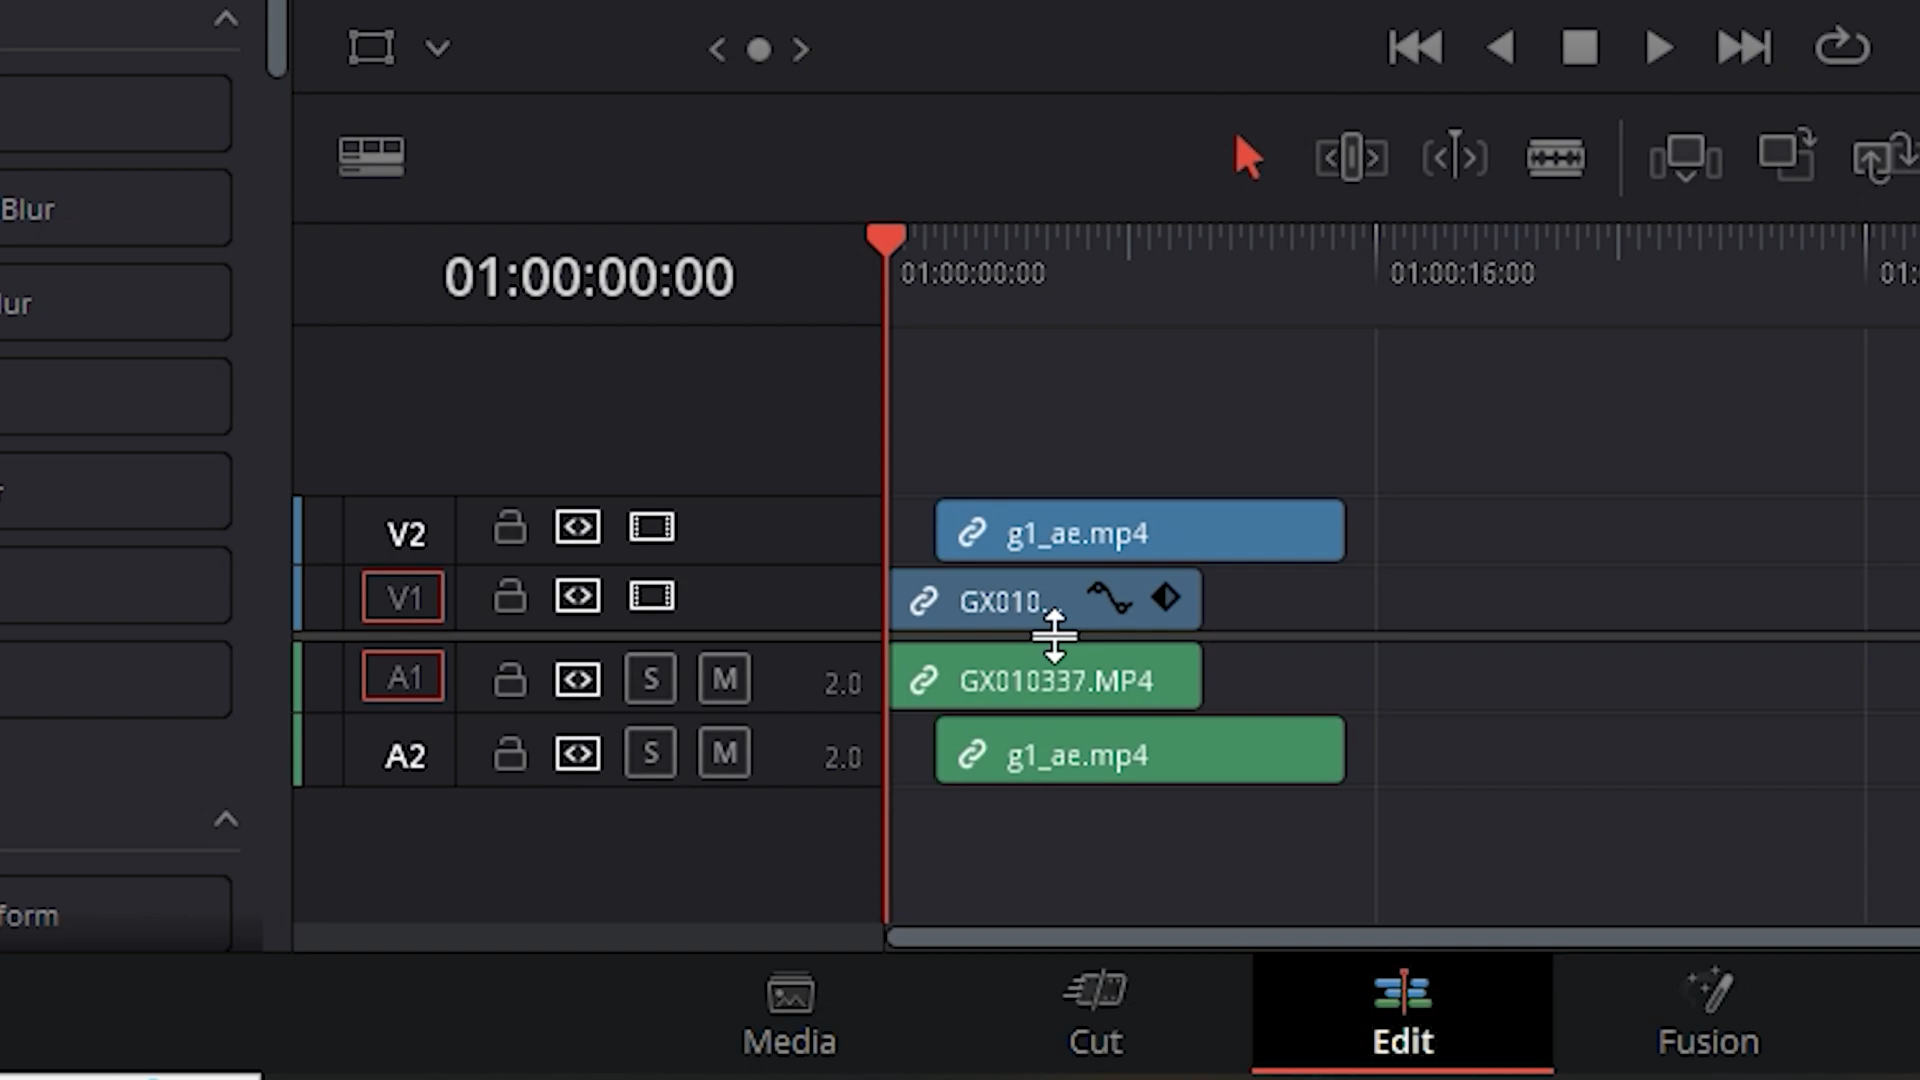 Blur
lur
form
01:00:00:00
01:00:00:00
01:00:16:00
01:
V2
g1_ae.mp4
V1
GX010..
A1
S
M
2.0
GX010337.MP4
A2
S
M
2.0
g1_ae.mp4
Media
Cut
Edit
Fusion